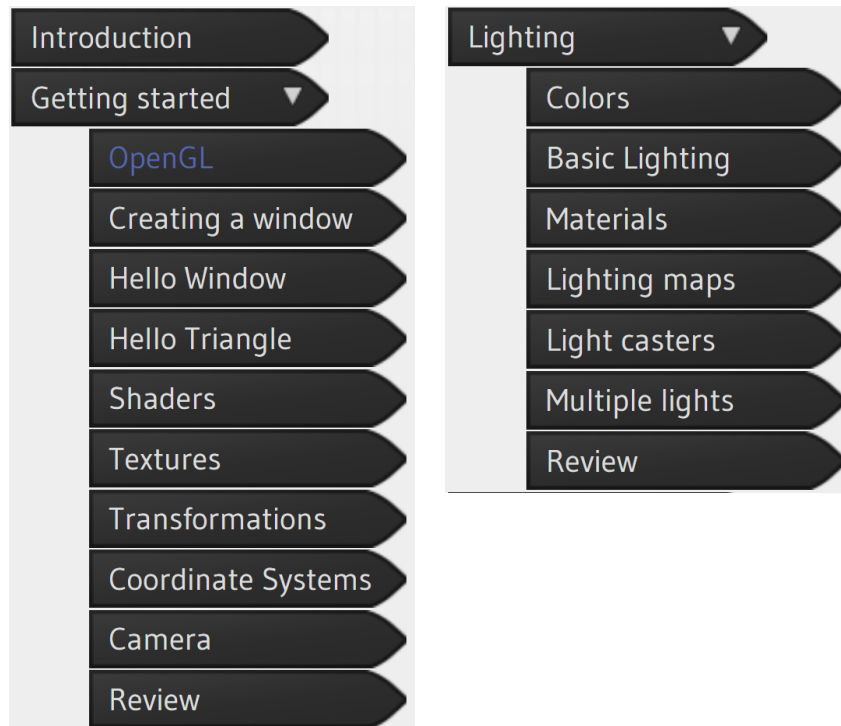 Introduction
Getting started
OpenGL
Creating a window
Hello Window
Hello Triangle
Shaders
Textures
Transformations
Coordinate Systems
Camera
Review
Lighting
Colors
Basic Lighting
Materials
Lighting maps
Light casters
Multiple lights
Review